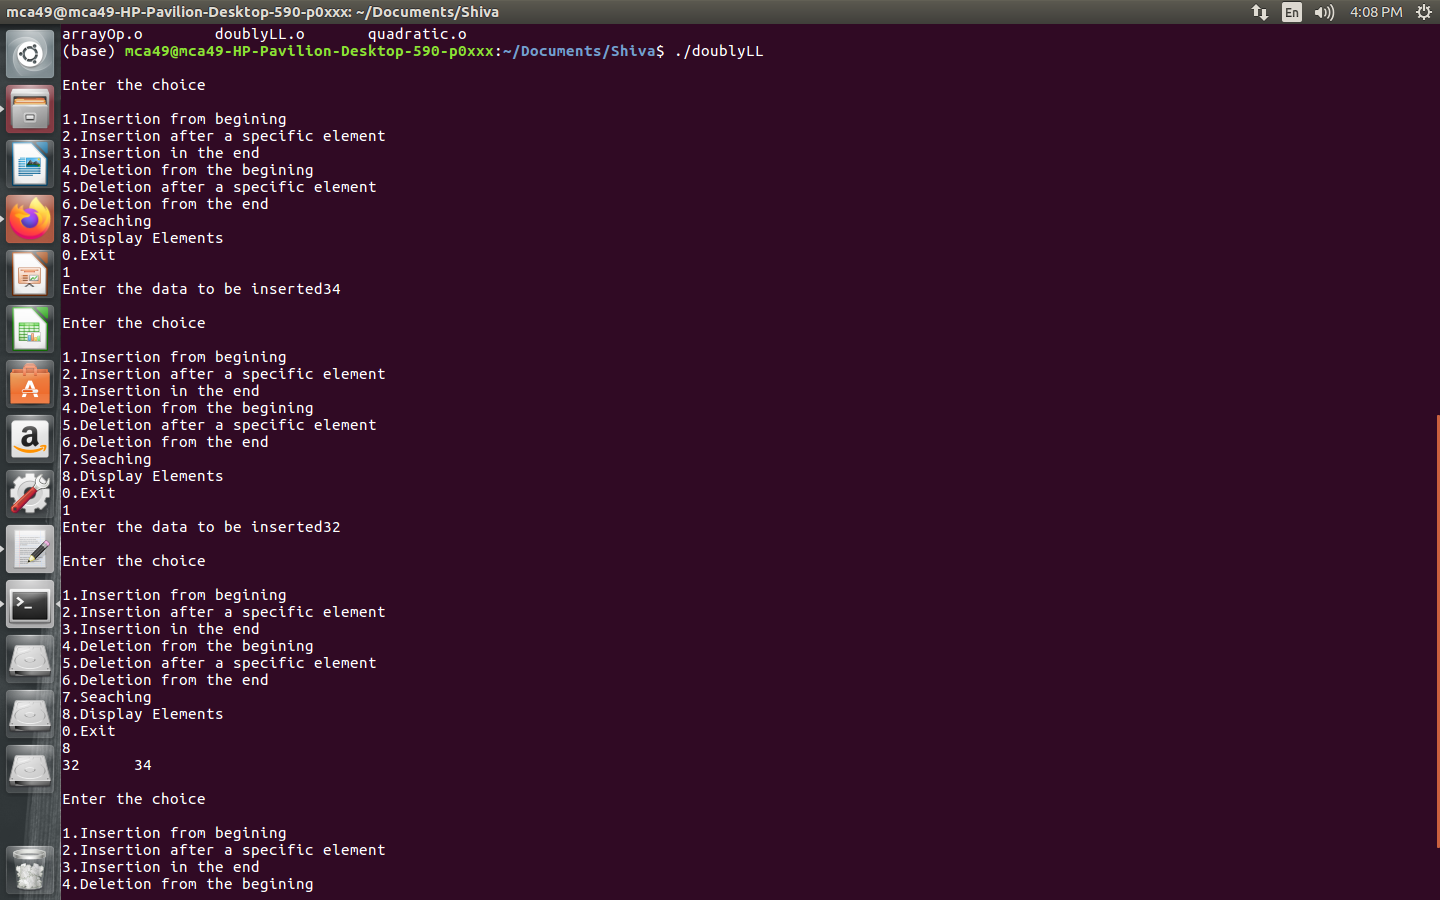 mca49@mca49-HP-Pavilion-Desktop-590-p0xxx: ~/Documents/Shiva
En
4:08 PM
arrayOp.o        doublyLL.o       quadratic.o
(base) mca49@mca49-HP-Pavilion-Desktop-590-p0xxx:~/Documents/Shiva$ ./doublyLL
Enter the choice
1.Insertion from begining
2.Insertion after a specific element
3.Insertion in the end
4.Deletion from the begining
5.Deletion after a specific element
6.Deletion from the end
7.Seaching
8.Display Elements
0.Exit
1
Enter the data to be inserted34
Enter the choice
1.Insertion from begining
2.Insertion after a specific element
3.Insertion in the end
4.Deletion from the begining
5.Deletion after a specific element
6.Deletion from the end
7.Seaching
8.Display Elements
0.Exit
1
Enter the data to be inserted32
Enter the choice
1.Insertion from begining
2.Insertion after a specific element
3.Insertion in the end
4.Deletion from the begining
5.Deletion after a specific element
6.Deletion from the end
7.Seaching
8.Display Elements
0.Exit
8
32      34
Enter the choice
1.Insertion from begining
2.Insertion after a specific element
3.Insertion in the end
4.Deletion from the begining